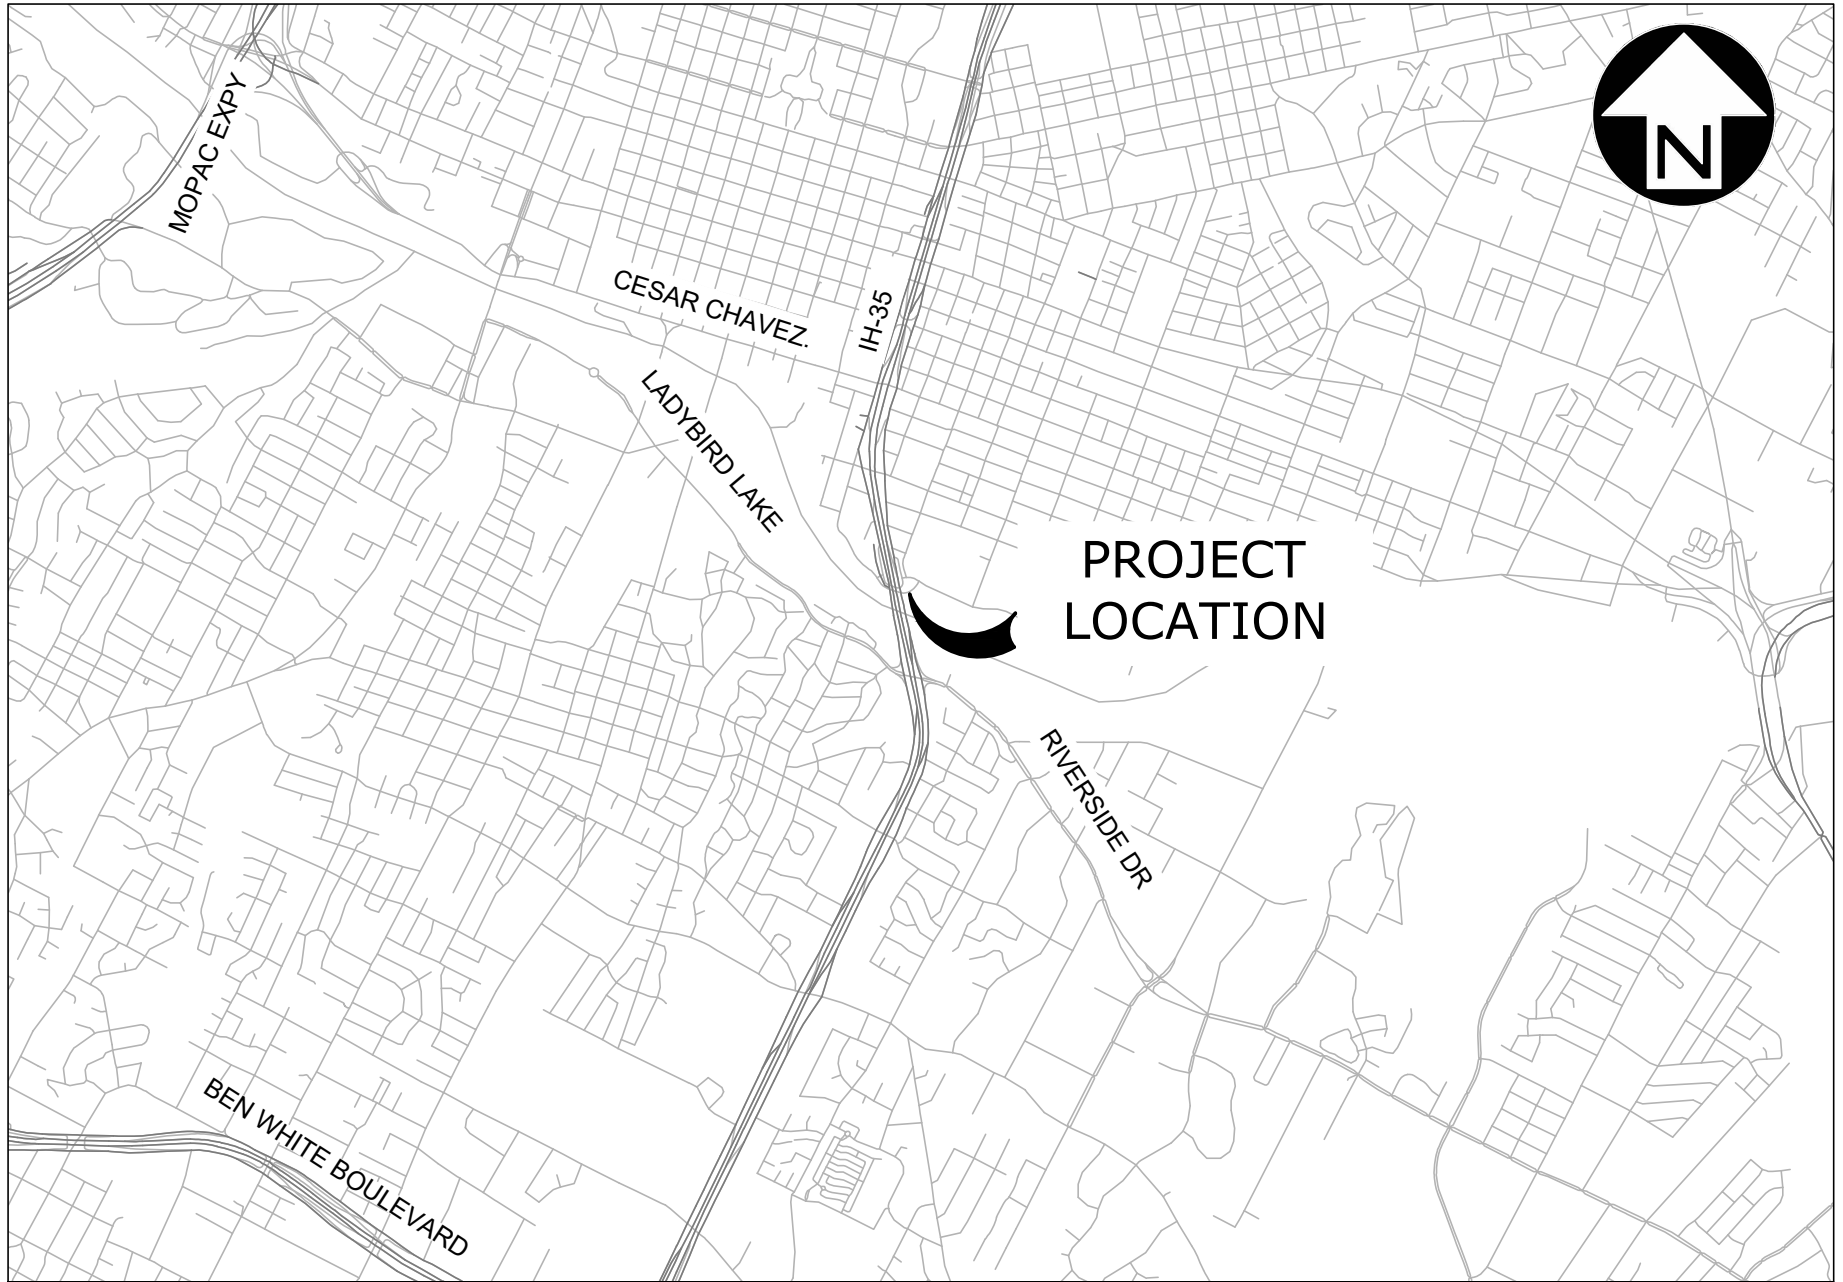 MOPAC EXPY
N
CESAR CHAVEZ.
IH-35
LADYBIRD LAKE
PROJECT
LOCATION
RIVERSIDE DR
BEN WHITE BOULEVARD